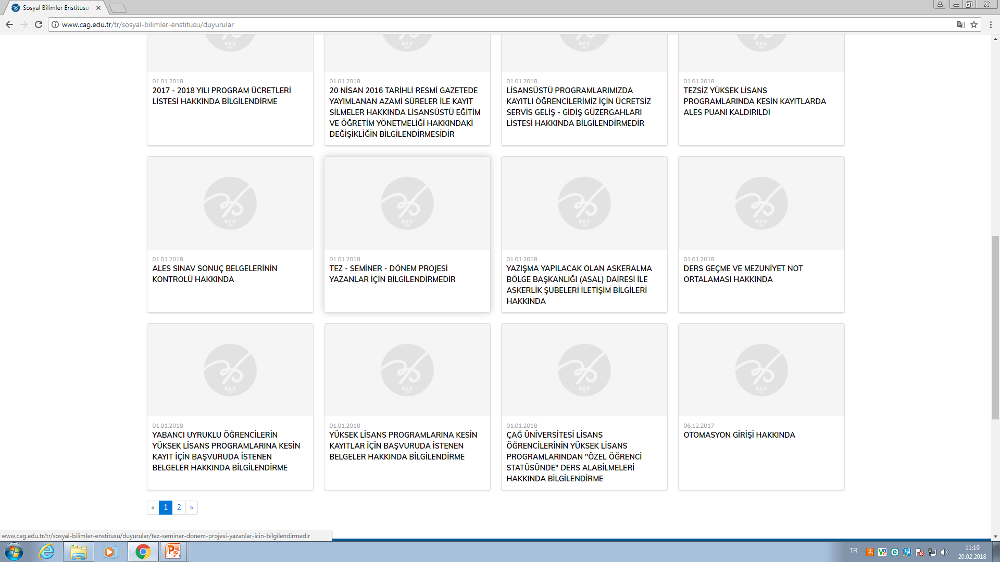 Sosyal Bilimler Enstitüsü
www.cag.edu.tr/tr/sosyal-bilimler-enstitusu/duyurular
B.E.V.
B.E.V.
B.E.V.
B.E.V.
01.01.2018
2017 - 2018 YILI PROGRAM ÜCRETLERİ
LİSTESİ HAKKINDA BİLGİLENDİRME
01.01.2018
20 NİSAN 2016 TARİHLİ RESMİ GAZETEDE
YAYIMLANAN AZAMİ SÜRELER İLE KAYIT
SİLMELER HAKKINDA LİSANSÜSTÜ EĞİTİM
VE ÖĞRETİM YÖNETMELİĞİ HAKKINDAKİ
DEĞİŞİKLİĞİN BİLGİLENDİRMESİDİR
01.01.2018
LİSANSÜSTÜ PROGRAMLARIMIZDA
KAYITLI ÖĞRENCİLERİMİZ İÇİN ÜCRETSİZ
SERVİS GELİŞ - GİDİŞ GÜZERGAHLARI
LİSTESİ HAKKINDA BİLGİLENDİRMEDİR
01.01.2018
TEZSİZ YÜKSEK LİSANS
PROGRAMLARINDA KESİN KAYITLARDA
ALES PUANI KALDIRILDI
B.E.V.
B.E.V.
B.E.V.
B.E.V.
01.01.2018
ALES SINAV SONUÇ BELGELERİNİN
KONTROLÜ HAKKINDA
01.01.2018
TEZ - SEMİNER - DÖNEM PROJESİ
YAZANLAR İÇİN BİLGİLENDİRMEDİR
01.01.2018
YAZIŞMA YAPILACAK OLAN ASKERALMA
BÖLGE BAŞKANLIĞI (ASAL) DAİRESİ İLE
ASKERLİK ŞUBELERİ İLETİŞİM BİLGİLERİ
HAKKINDA
01.01.2018
DERS GEÇME VE MEZUNİYET NOT
ORTALAMASI HAKKINDA
B.E.V.
B.E.V.
B.E.V.
B.E.V.
01.01.2018
YABANCI UYRUKLU ÖĞRENCİLERİN
YÜKSEK LİSANS PROGRAMLARINA KESİN
KAYIT İÇİN BAŞVURUDA İSTENEN
BELGELER HAKKINDA BİLGİLENDİRME
01.01.2018
YÜKSEK LİSANS PROGRAMLARINA KESİN
KAYITLAR İÇİN BAŞVURUDA İSTENEN
BELGELER HAKKINDA BİLGİLENDİRME
01.01.2018
ÇAĞ ÜNİVERSİTESİ LİSANS
ÖĞRENCİLERİNİN YÜKSEK LİSANS
PROGRAMLARINDAN "ÖZEL ÖĞRENCİ
STATÜSÜNDE" DERS ALABİLMELERİ
HAKKINDA BİLGİLENDİRME
06.12.2017
OTOMASYON GİRİŞİ HAKKINDA
« 1 2 »
www.cag.edu.tr/tr/sosyal-bilimler-enstitusu/duyurular/tez-seminer-donem-projesi-yazanlar-icin-bilgilendirmedir
TR
11:19
20.02.2018